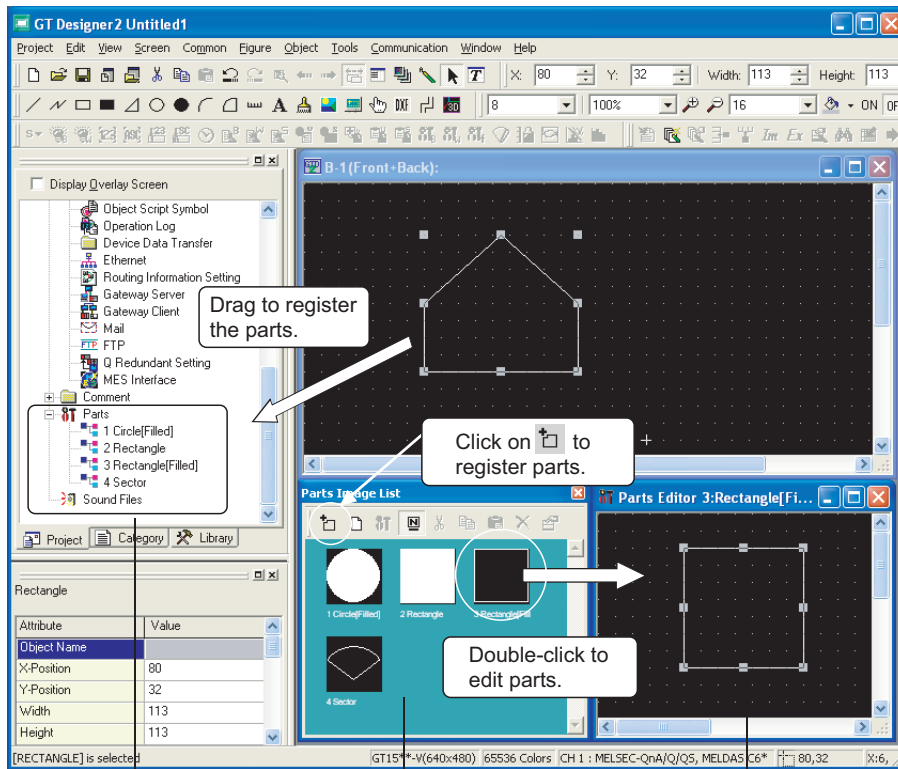 GT Designer2 Untitled1
Project Edit View Screen Common Figure Object Tools Communication Window Help
X: 80 Y: 32 Width: 113 Height: 113
8 100% 16 ON OF
B-1(Front+Back):
Display Overlay Screen
Object Script Symbol
Operation Log
Device Data Transfer
Ethernet
Routing Information Setting
Gateway Server
Gateway Client
Mail
FTP FTP
Q Redundant Setting
MES Interface
Comment
Parts
1 Circle[Filled]
2 Rectangle
3 Rectangle[Filled]
4 Sector
Sound Files
Project Category Library
Drag to register
the parts.
Click on to
register parts.
Parts Image List
1 Circle[Filled] 2 Rectangle 3 Rectangle[Fill
4 Sector
Double-click to
edit parts.
Parts Editor 3:Rectangle[Fi...
Rectangle
Attribute Value
Object Name
X-Position 80
Y-Position 32
Width 113
Height 113
[RECTANGLE] is selected
GT15**-V(640x480) 65536 Colors CH 1 : MELSEC-QnA/Q/QS, MELDAS C6* 80,32 X:6,